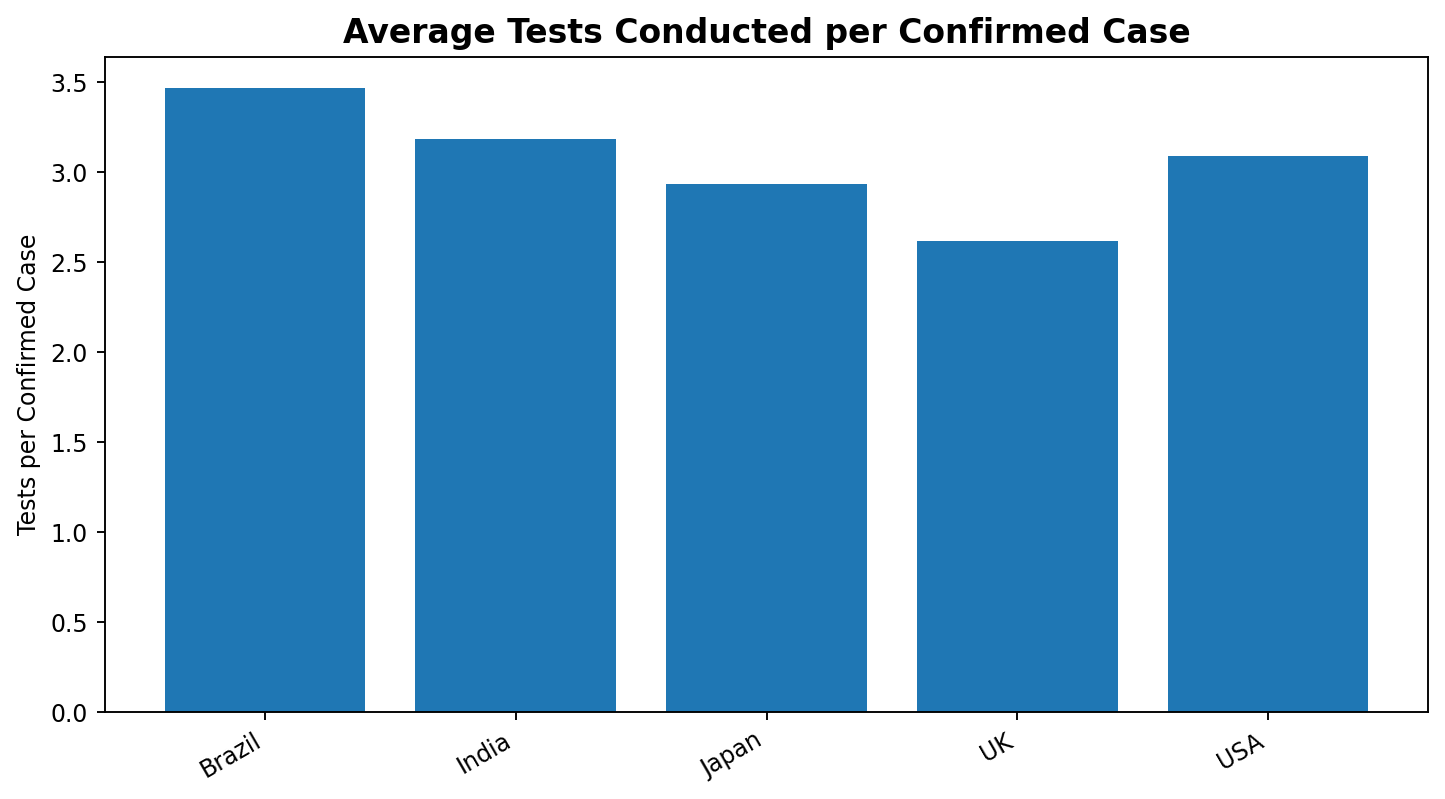 Average Tests Conducted per Confirmed Case
Tests per Confirmed Case
3.5
3.0
2.5
2.0
1.5
1.0
0.5
0.0
Brazil
India
Japan
UK
USA